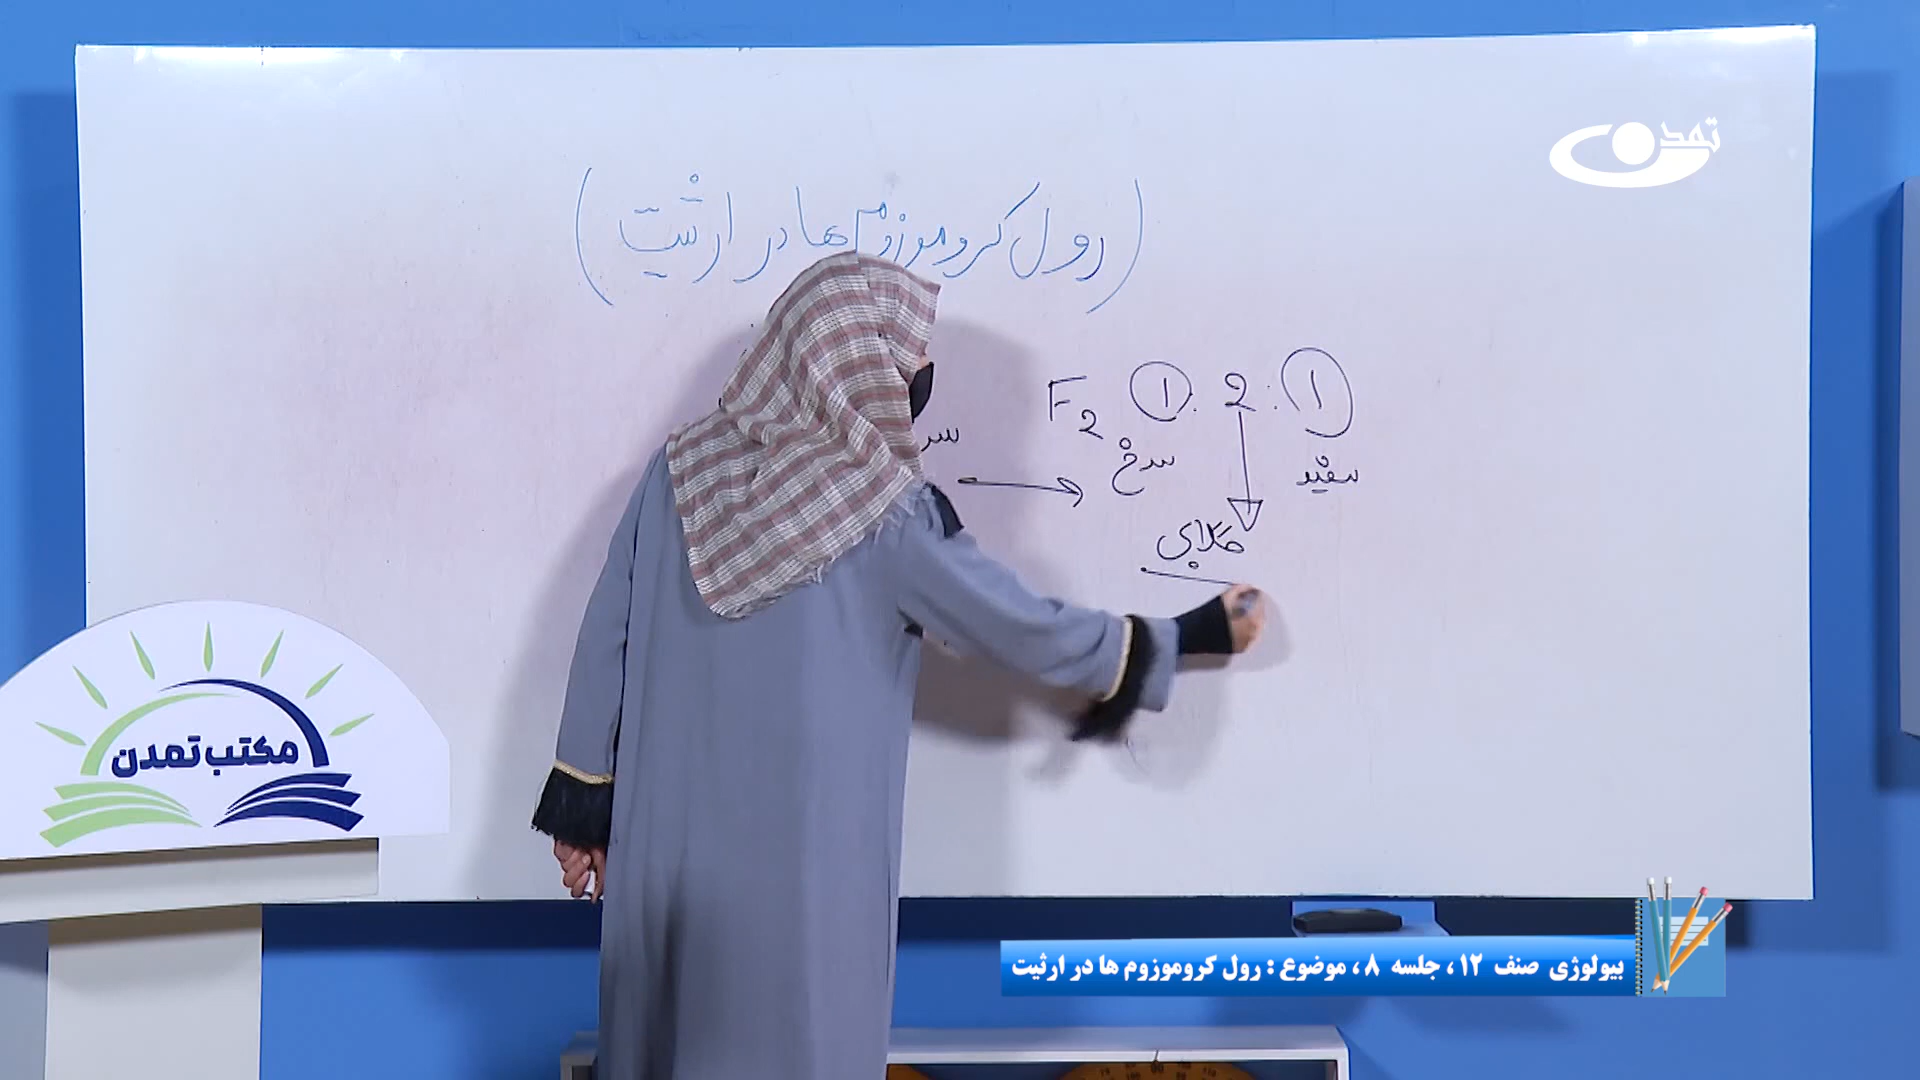 تمدن
(رول کروموزوم ها در ارثیت)
F2 1 : 2 : 1
سر
سرخ
سفید
گلابی
مکتب تمدن
بیولوژی صنف ۱۲، جلسه ۸، موضوع : رول کروموزوم ها در ارثیت